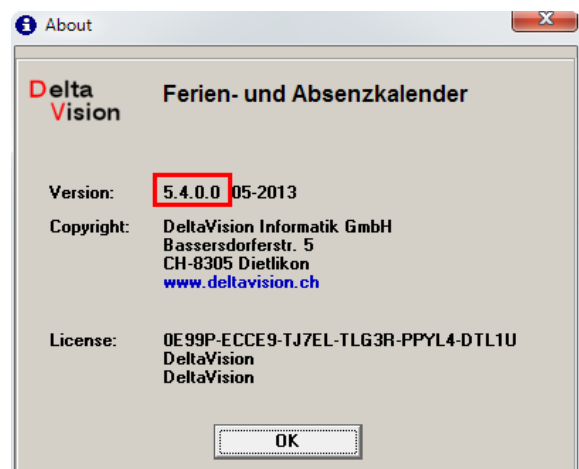 About
Delta
Vision
Ferien- und Absenzkalender
Version: 5.4.0.0 05-2013
Copyright: DeltaVision Informatik GmbH
Bassersdorferstr. 5
CH-8305 Dietlikon
www.deltavision.ch
License: 0E99P-ECCE9-TJ7EL-TLG3R-PPYL4-DTL1U
DeltaVision
DeltaVision
OK